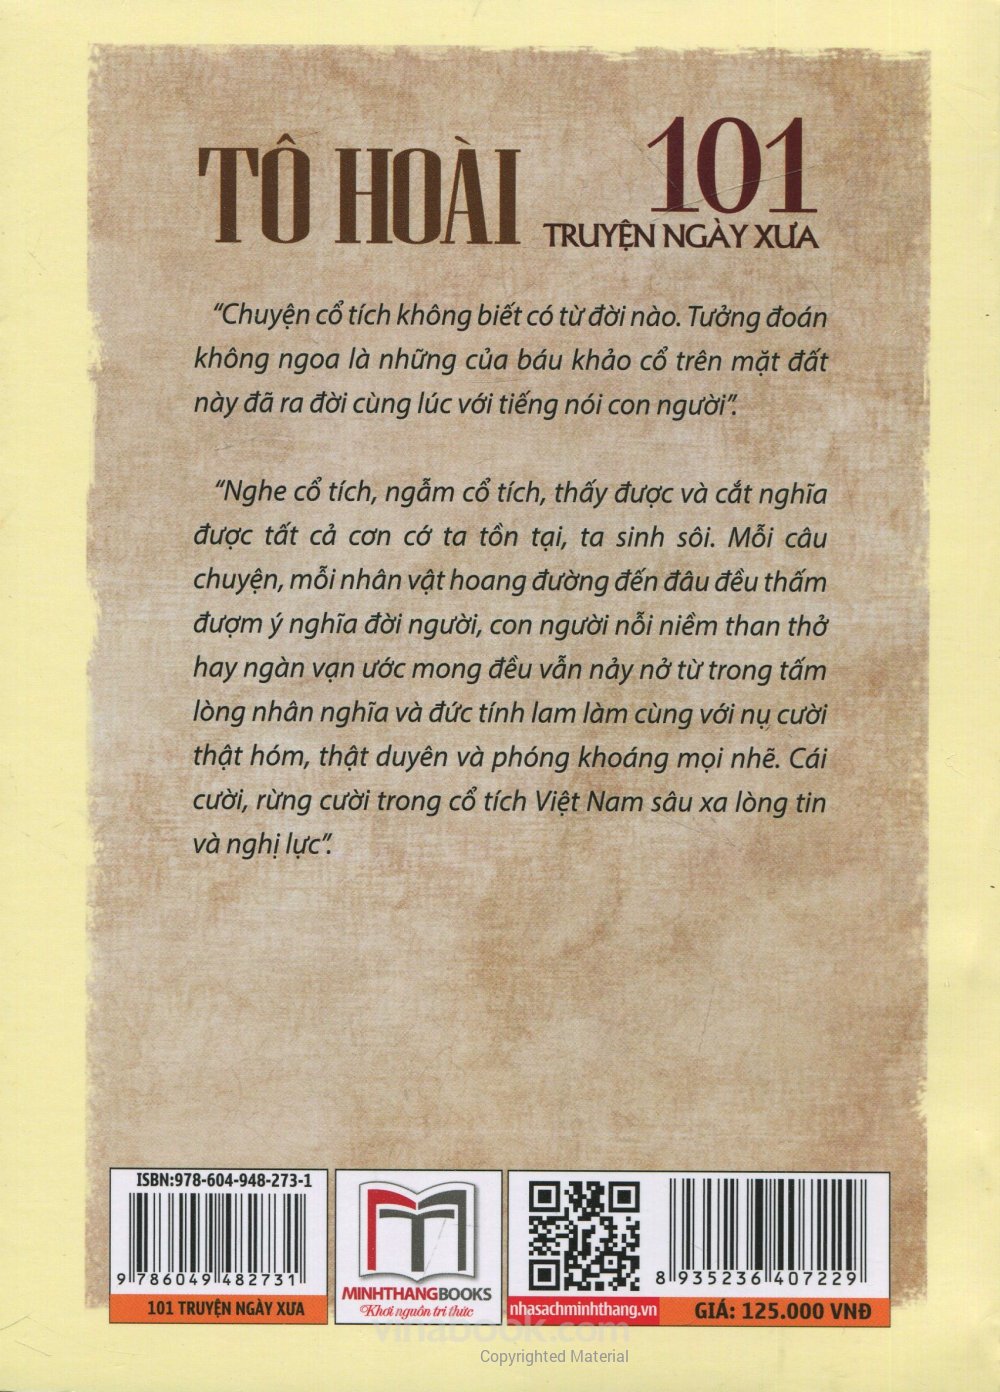 TÔ HOÀI
101
TRUYỆN NGÀY XƯA
“Chuyện cổ tích không biết có từ đời nào. Tưởng đoán
không ngoa là những của báu khảo cổ trên mặt đất
này đã ra đời cùng lúc với tiếng nói con người”.
“Nghe cổ tích, ngẫm cổ tích, thấy được và cắt nghĩa
được tất cả cơn cớ ta tồn tại, ta sinh sôi. Mỗi câu
chuyện, mỗi nhân vật hoang đường đến đâu đều thấm
đượm ý nghĩa đời người, con người nỗi niềm than thở
hay ngàn vạn ước mong đều vẫn nảy nở từ trong tấm
lòng nhân nghĩa và đức tính lam làm cùng với nụ cười
thật hóm, thật duyên và phóng khoáng mọi nhẽ. Cái
cười, rừng cười trong cổ tích Việt Nam sâu xa lòng tin
và nghị lực”.
ISBN:978-604-948-273-1
9 786049 482731
101 TRUYỆN NGÀY XƯA
MINHTHANGBOOKS
Khơi nguồn tri thức
nhasachminhthang.vn
8 935236 407229
GIÁ: 125.000 VNĐ
vinabook.com
Copyrighted Material